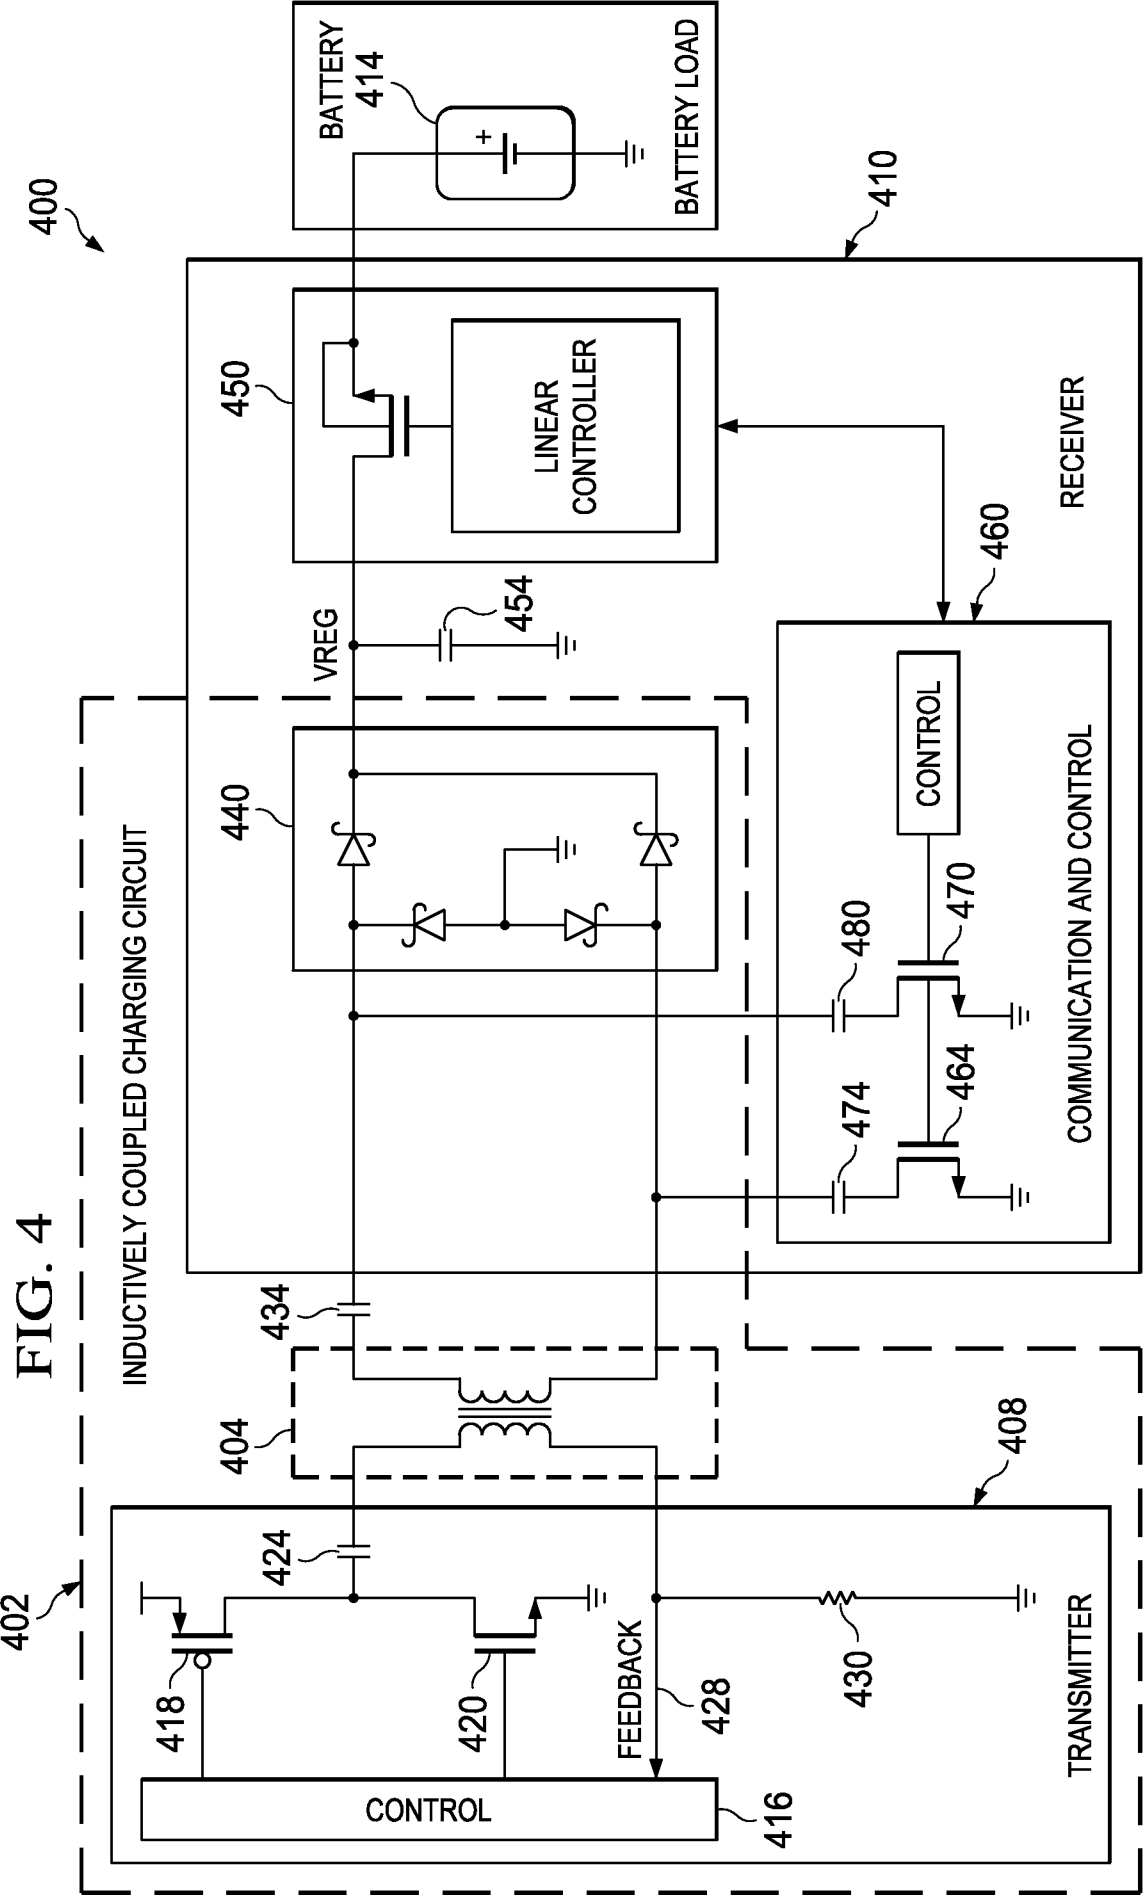 FIG. 4
400
402
INDUCTIVELY COUPLED CHARGING CIRCUIT
404
434
440
VREG
454
450
LINEAR
CONTROLLER
BATTERY
414
+
BATTERY LOAD
418
420
424
FEEDBACK
428
430
CONTROL
416
TRANSMITTER
408
474
480
464
470
CONTROL
COMMUNICATION AND CONTROL
460
RECEIVER
410